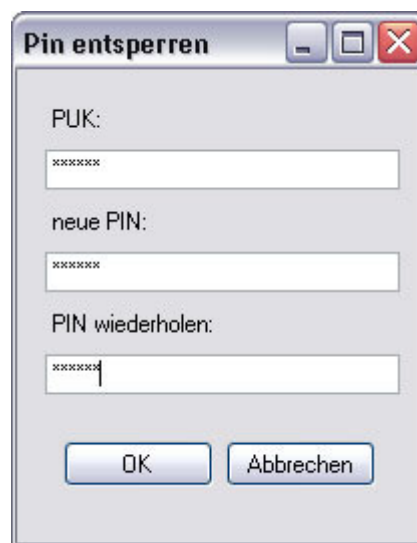 Pin entsperren
PUK:
××××××
neue PIN:
××××××
PIN wiederholen:
××××××
OK
Abbrechen